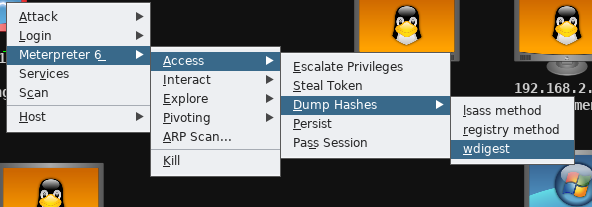 Attack
Login
Meterpreter 6
Services
Scan
Host
Access
Interact
Explore
Pivoting
ARP Scan...
Kill
Escalate Privileges
Steal Token
Dump Hashes
Persist
Pass Session
lsass method
registry method
wdigest
192.168.2.